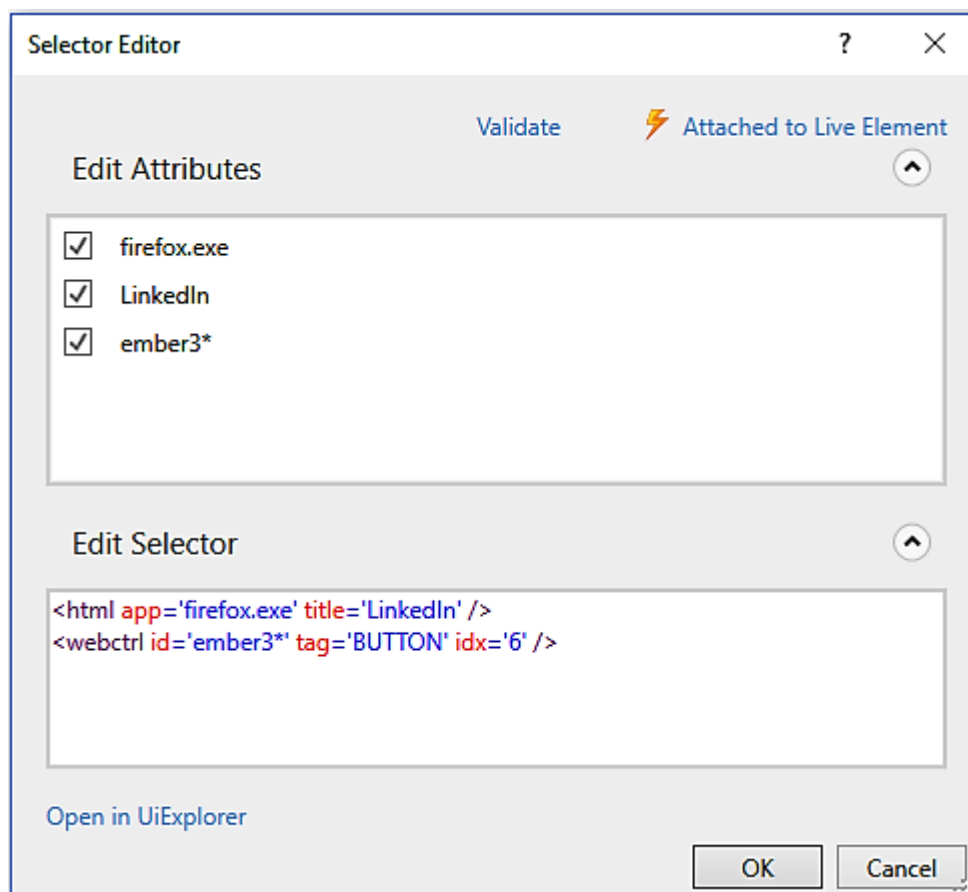 Selector Editor ?
Validate Attached to Live Element
Edit Attributes
firefox.exe
LinkedIn
ember3*
Edit Selector
<html app='firefox.exe' title='LinkedIn' />
<webctrl id='ember3*' tag='BUTTON' idx='6' />
Open in UiExplorer
OK Cancel